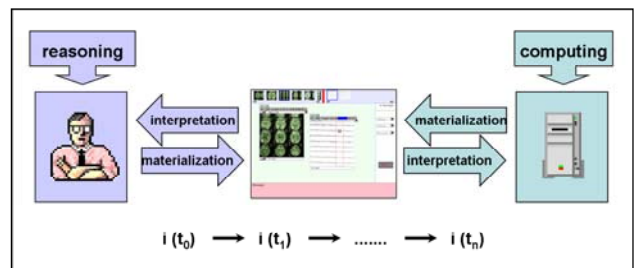 reasoning
computing
interpretation
materialization
materialization
interpretation
i (t0) → i (t1) → ....... → i (tn)